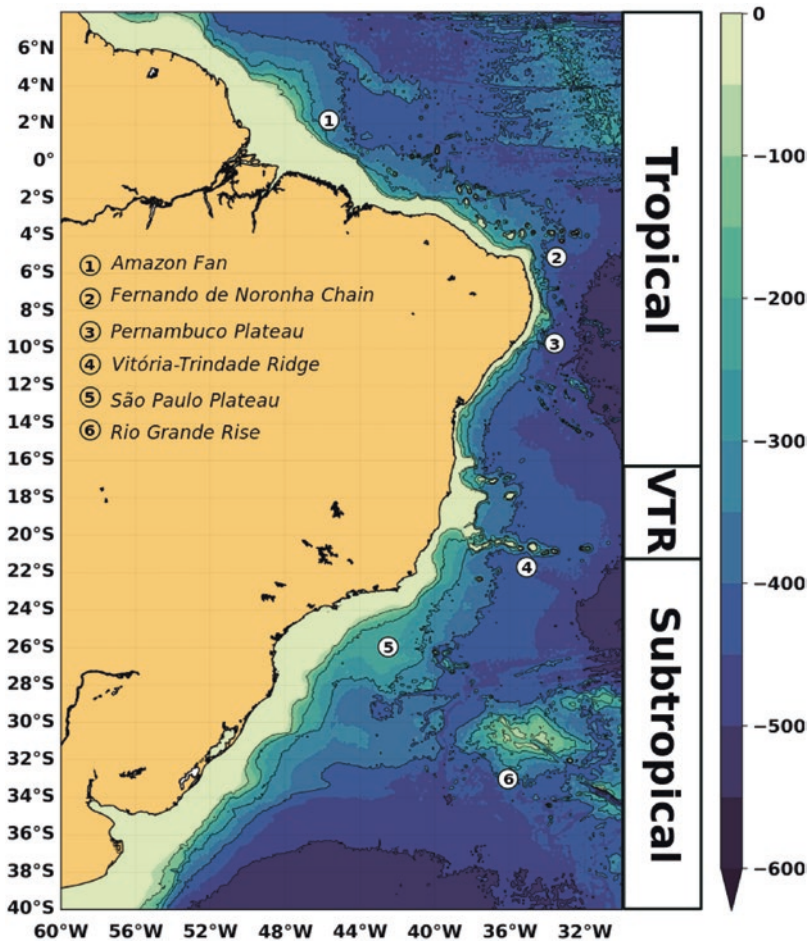 6°N
4°N
2°N
0°
2°S
4°S
6°S
8°S
10°S
12°S
14°S
16°S
18°S
20°S
22°S
24°S
26°S
28°S
30°S
32°S
34°S
36°S
38°S
40°S
60°W 56°W 52°W 48°W 44°W 40°W 36°W 32°W
1 Amazon Fan
2 Fernando de Noronha Chain
3 Pernambuco Plateau
4 Vitória-Trindade Ridge
5 São Paulo Plateau
6 Rio Grande Rise
1
2
3
4
5
6
Tropical
VTR
Subtropical
0
−100
−200
−300
−400
−500
−600